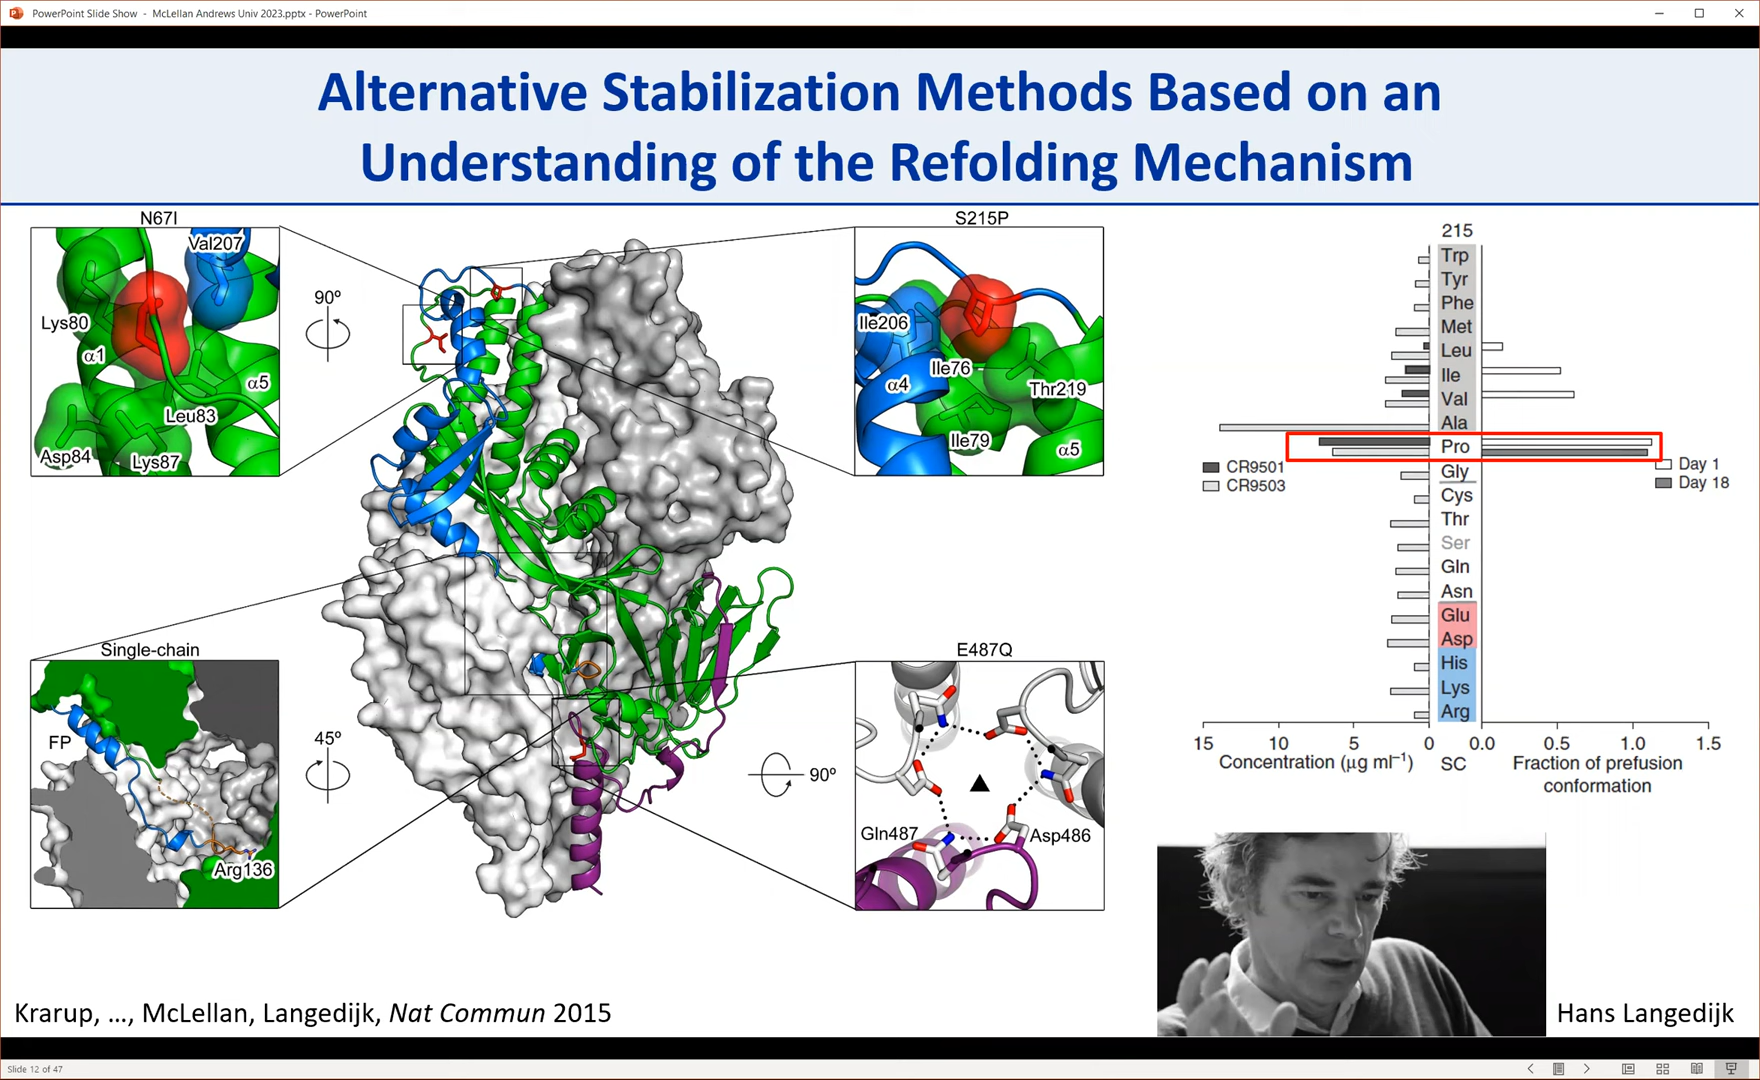 PowerPoint Slide Show - McLellan Andrews Univ 2023.pptx - PowerPoint
Alternative Stabilization Methods Based on an
Understanding of the Refolding Mechanism
N67I
Val207
Lys80
α1
α5
Leu83
Asp84
Lys87
90º
S215P
Ile206
Ile76
α4
Thr219
Ile79
α5
Single-chain
FP
Arg136
45º
E487Q
Gln487
Asp486
90º
215
Trp
Tyr
Phe
Met
Leu
Ile
Val
Ala
Pro
Gly
Cys
Thr
Ser
Gln
Asn
Glu
Asp
His
Lys
Arg
CR9501
CR9503
Day 1
Day 18
15 10 5 0 0.0 0.5 1.0 1.5
Concentration (μg ml⁻¹)
SC
Fraction of prefusion
conformation
Krarup, ..., McLellan, Langedijk, Nat Commun 2015
Hans Langedijk
Slide 12 of 47